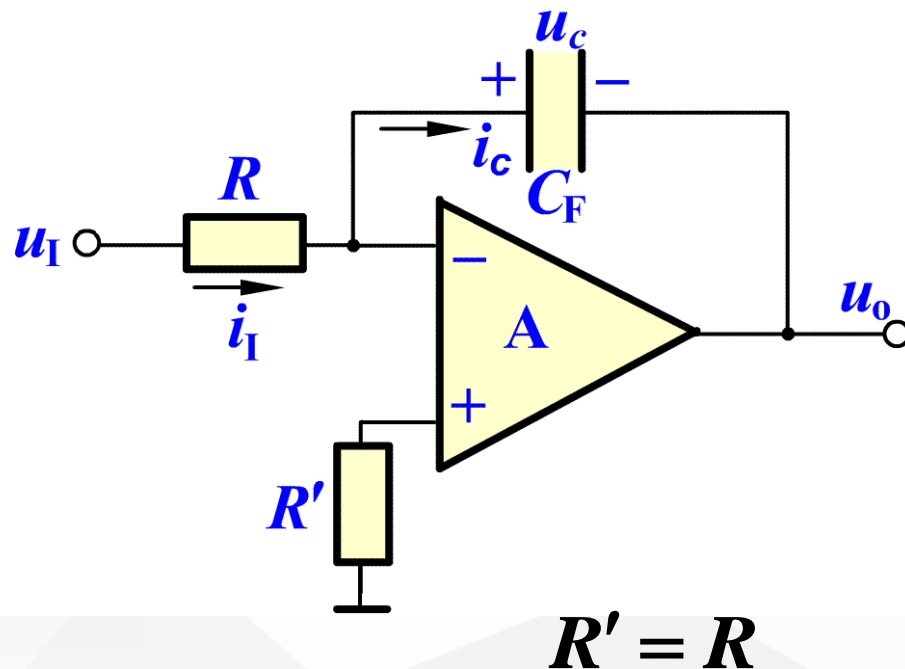 u_c
+ −
i_c
C_F
R
u_I
i_I
−
A
u_o
+
R'
R' = R